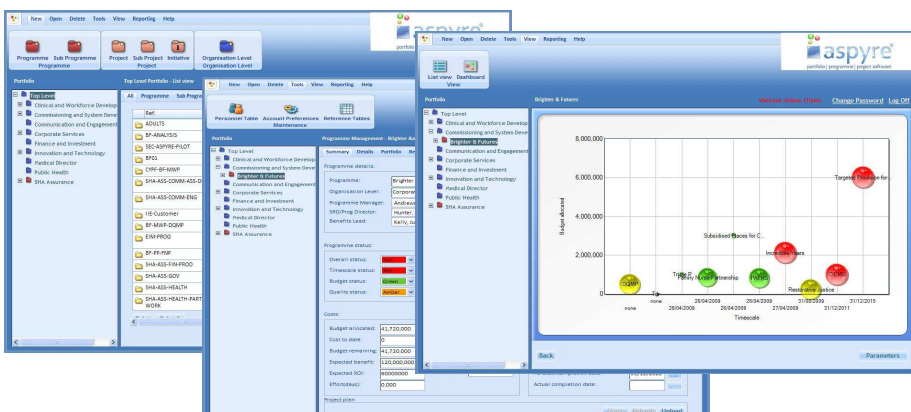 New Open Delete Tools View Reporting Help
Programme Sub Programme
Programme
Project Sub Project Initiative
Project
Organisation Level
Organisation Level
aspyre
Portfolio
Top Level
Clinical and Workforce Develop
Commissioning and System Deve
Communication and Engagement
Corporate Services
Finance and Investment
Innovation and Technology
Medical Director
Public Health
SHA Assurance
Top Level Portfolio - List view
All Programme Sub Progra
Ref.
ADULTS
BF-ANALYSIS
SEC-ASPYRE-PILOT
BF01
CYPF-BF-MWP
SHA-ASS-COMM-ASS-D
SHA-ASS-COMM-ENG
IIE-Customer
BF-MWP-DQMP
EIM-PROG
BF-PP-FNP
SHA-ASS-FIN-PROD
SHA-ASS-GOV
SHA-ASS-HEALTH
SHA-ASS-HEALTH-PART
WORK
New Open Delete Tools View Reporting Help
Personnel Table Account Preferences Reference Tables
Maintenance
Portfolio
Top Level
Clinical and Workforce Develop
Commissioning and System Deve
Brighter & Futures
Communication and Engagement
Corporate Services
Finance and Investment
Innovation and Technology
Medical Director
Public Health
SHA Assurance
Programme Management - Brighter &
Summary Details Portfolio
Programme details:
Programme: Brighter
Organisation Level: Corporat
Programme Manager: Andrew
SRO/Prog Director: Hunter,
Benefits Lead: Kelly, Ju
Programme status:
Overall status: Red
Timescale status: Red
Budget status: Green
Quality status: Amber
Costs:
Budget allocated: 41,720,000
Cost to date: 0
Budget remaining: 41,720,000
Expected benefit: 120,000,000
Expected ROI: 60000000
Effort(days): 0.000
Actual completion date:
Project plan
Upload
New Open Delete Tools View Reporting Help
List view Dashboard
View
aspyre
portfolio | programme | project software
Portfolio
Top Level
Clinical and Workforce Develop
Commissioning and System Deve
Brighter & Futures
Communication and Engagement
Corporate Services
Finance and Investment
Innovation and Technology
Medical Director
Public Health
SHA Assurance
Brighter & Futures
Change Password Log Off
Budget allocated
8,000,000
6,000,000
4,000,000
2,000,000
0
Targeted Provision for ...
Subsidised Places for C...
Incredible Years
DQMP
Family Nurse Partnership
PATHS
Restorative Justice
none
none
28/04/2009
28/04/2009
28/04/2009
28/04/2009
27/04/2009
31/08/2009
31/12/2011
31/12/2015
Timescale
Back
Parameters